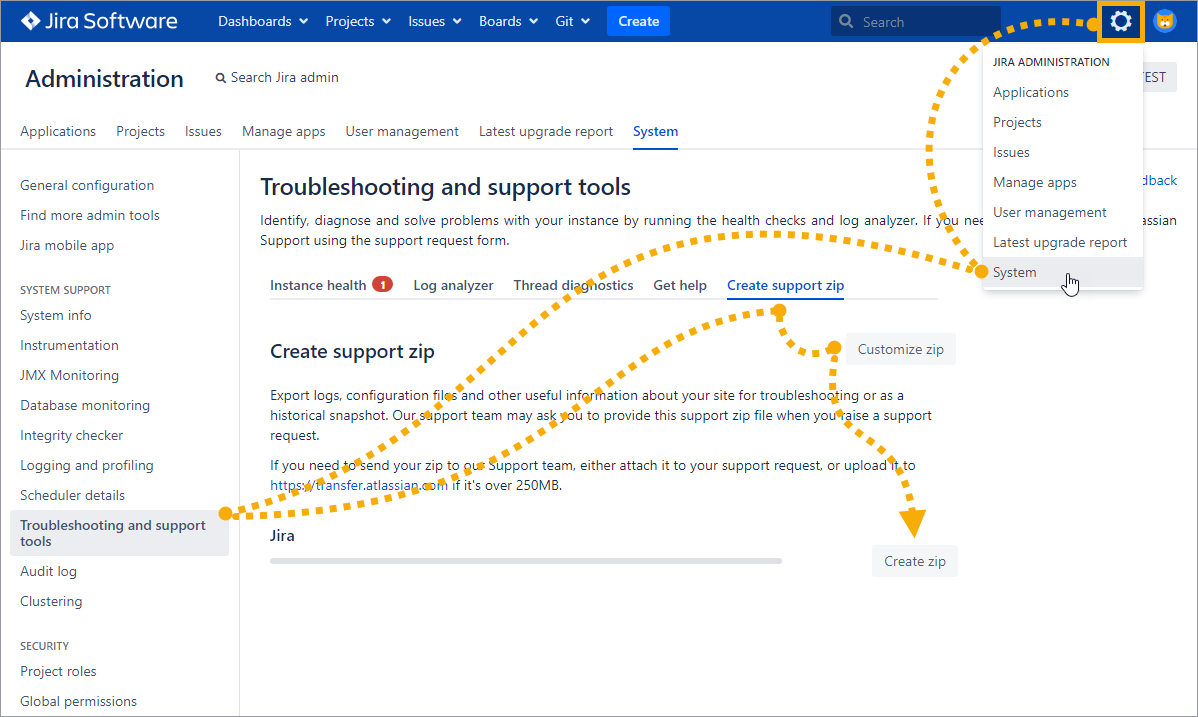 Jira Software
Dashboards Projects Issues Boards Git Create Search
Administration
Search Jira admin
EST
Applications Projects Issues Manage apps User management Latest upgrade report System
JIRA ADMINISTRATION
Applications
Projects
Issues
Manage apps
User management
Latest upgrade report
System
General configuration
Find more admin tools
Jira mobile app
SYSTEM SUPPORT
System info
Instrumentation
JMX Monitoring
Database monitoring
Integrity checker
Logging and profiling
Scheduler details
Troubleshooting and support
tools
Audit log
Clustering
SECURITY
Project roles
Global permissions
Troubleshooting and support tools
dback
Identify, diagnose and solve problems with your instance by running the health checks and log analyzer. If you nee assian
Support using the support request form.
Instance health 1 Log analyzer Thread diagnostics Get help Create support zip
Create support zip
Customize zip
Export logs, configuration files and other useful information about your site for troubleshooting or as a
historical snapshot. Our support team may ask you to provide this support zip file when you raise a support
request.
If you need to send your zip to our Support team, either attach it to your support request, or upload it to
https://transfer.atlassian.com if it's over 250MB.
Jira
Create zip